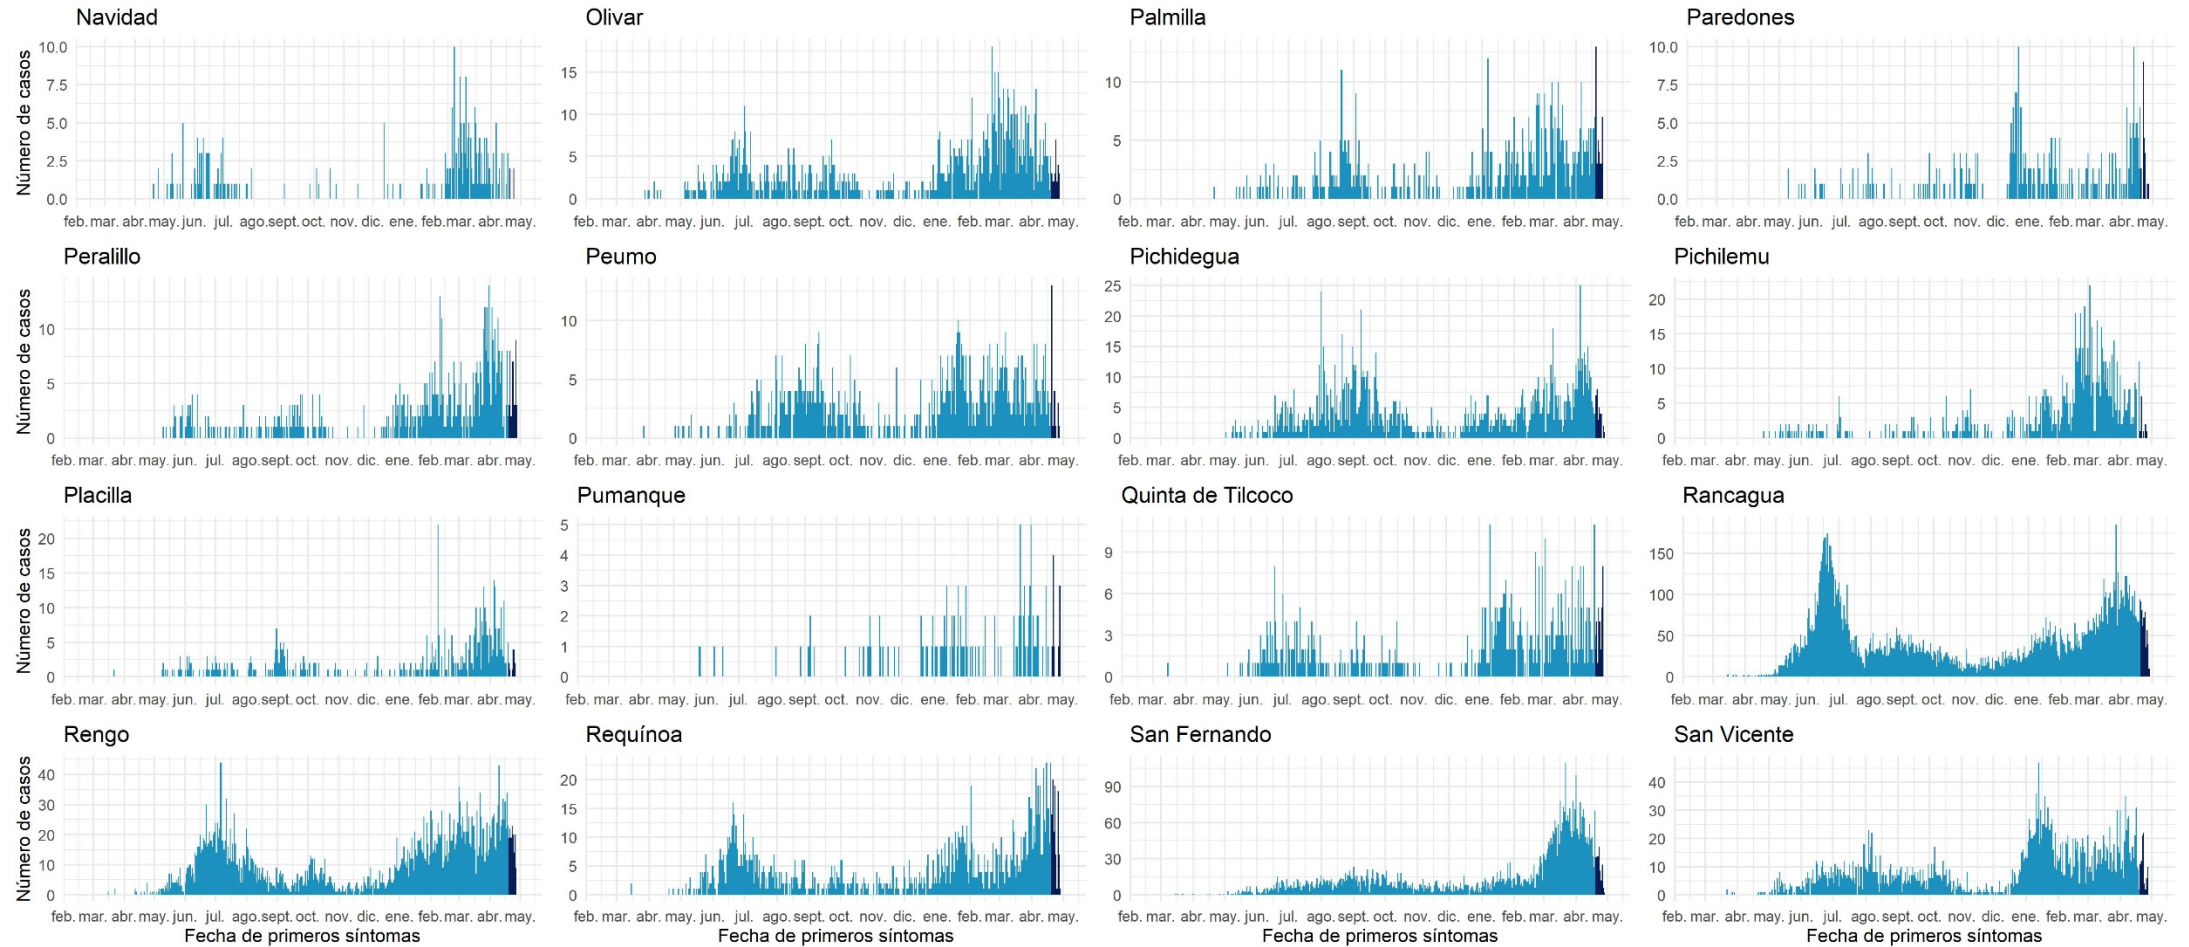 Navidad
Olivar
Palmilla
Paredones
Número de casos
10.0
7.5
5.0
2.5
0.0
15
10
5
0
10
5
0
10.0
7.5
5.0
2.5
0.0
feb. mar. abr. may. jun. jul. ago. sept. oct. nov. dic. ene. feb. mar. abr. may.
feb. mar. abr. may. jun. jul. ago. sept. oct. nov. dic. ene. feb. mar. abr. may.
feb. mar. abr. may. jun. jul. ago. sept. oct. nov. dic. ene. feb. mar. abr. may.
feb. mar. abr. may. jun. jul. ago. sept. oct. nov. dic. ene. feb. mar. abr. may.
Peralillo
Peumo
Pichidegua
Pichilemu
Número de casos
10
5
0
10
5
0
25
20
15
10
5
0
20
15
10
5
0
feb. mar. abr. may. jun. jul. ago. sept. oct. nov. dic. ene. feb. mar. abr. may.
feb. mar. abr. may. jun. jul. ago. sept. oct. nov. dic. ene. feb. mar. abr. may.
feb. mar. abr. may. jun. jul. ago. sept. oct. nov. dic. ene. feb. mar. abr. may.
feb. mar. abr. may. jun. jul. ago. sept. oct. nov. dic. ene. feb. mar. abr. may.
Placilla
Pumanque
Quinta de Tilcoco
Rancagua
Número de casos
20
15
10
5
0
5
4
3
2
1
0
9
6
3
0
150
100
50
0
feb. mar. abr. may. jun. jul. ago. sept. oct. nov. dic. ene. feb. mar. abr. may.
feb. mar. abr. may. jun. jul. ago. sept. oct. nov. dic. ene. feb. mar. abr. may.
feb. mar. abr. may. jun. jul. ago. sept. oct. nov. dic. ene. feb. mar. abr. may.
feb. mar. abr. may. jun. jul. ago. sept. oct. nov. dic. ene. feb. mar. abr. may.
Rengo
Requínoa
San Fernando
San Vicente
Número de casos
40
30
20
10
0
20
15
10
5
0
90
60
30
0
40
30
20
10
0
feb. mar. abr. may. jun. jul. ago. sept. oct. nov. dic. ene. feb. mar. abr. may.
feb. mar. abr. may. jun. jul. ago. sept. oct. nov. dic. ene. feb. mar. abr. may.
feb. mar. abr. may. jun. jul. ago. sept. oct. nov. dic. ene. feb. mar. abr. may.
feb. mar. abr. may. jun. jul. ago. sept. oct. nov. dic. ene. feb. mar. abr. may.
Fecha de primeros síntomas
Fecha de primeros síntomas
Fecha de primeros síntomas
Fecha de primeros síntomas